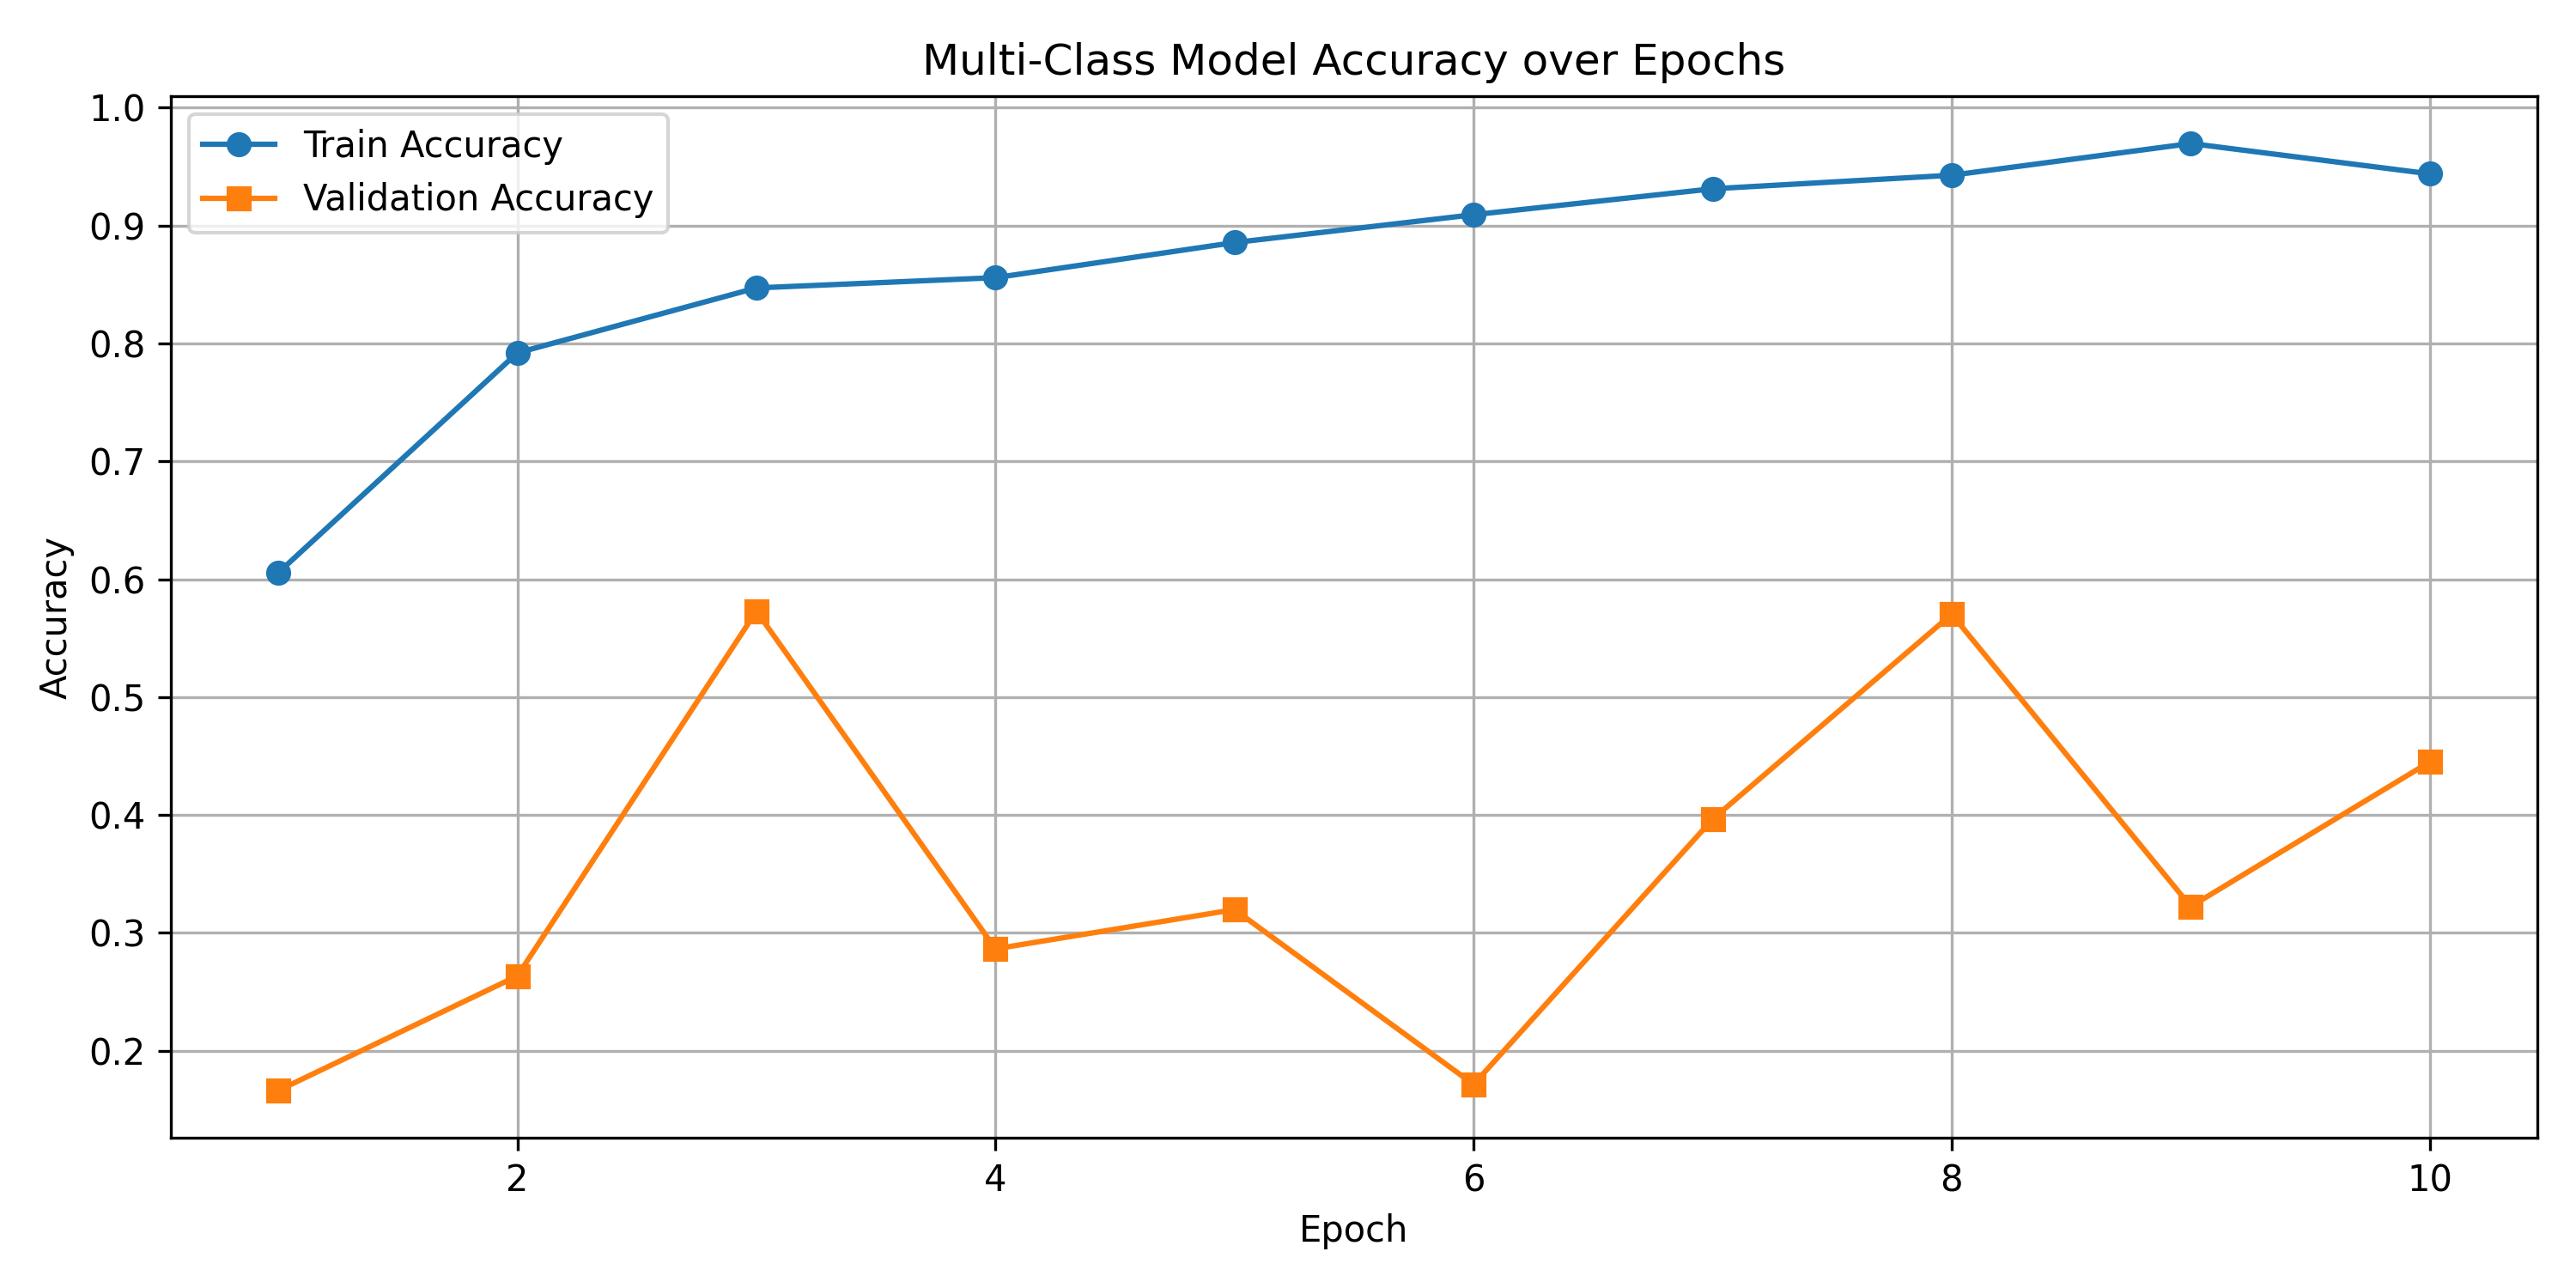 Multi-Class Model Accuracy over Epochs
Train Accuracy
Validation Accuracy
Accuracy
1.0
0.9
0.8
0.7
0.6
0.5
0.4
0.3
0.2
2 4 6 8 10
Epoch